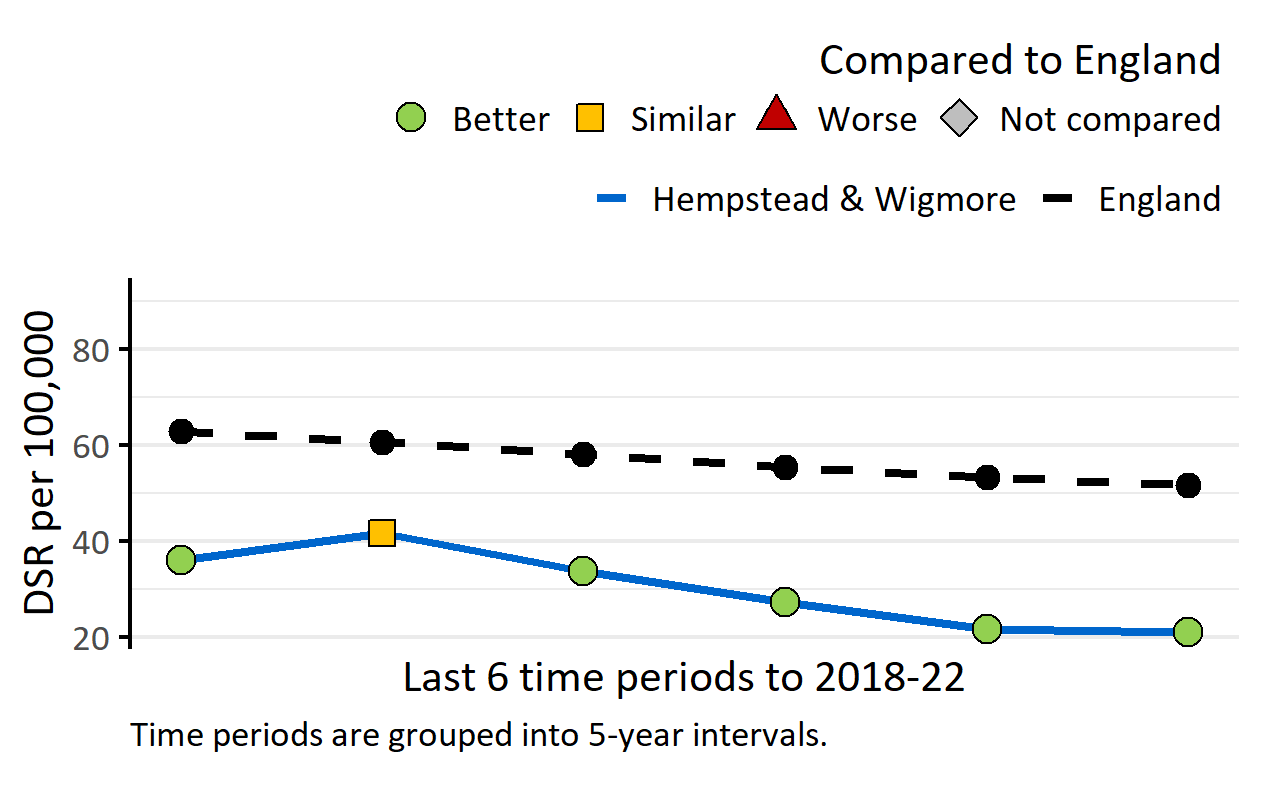 Compared to England
Better Similar Worse Not compared
Hempstead & Wigmore England
DSR per 100,000
80
60
40
20
Last 6 time periods to 2018-22
Time periods are grouped into 5-year intervals.